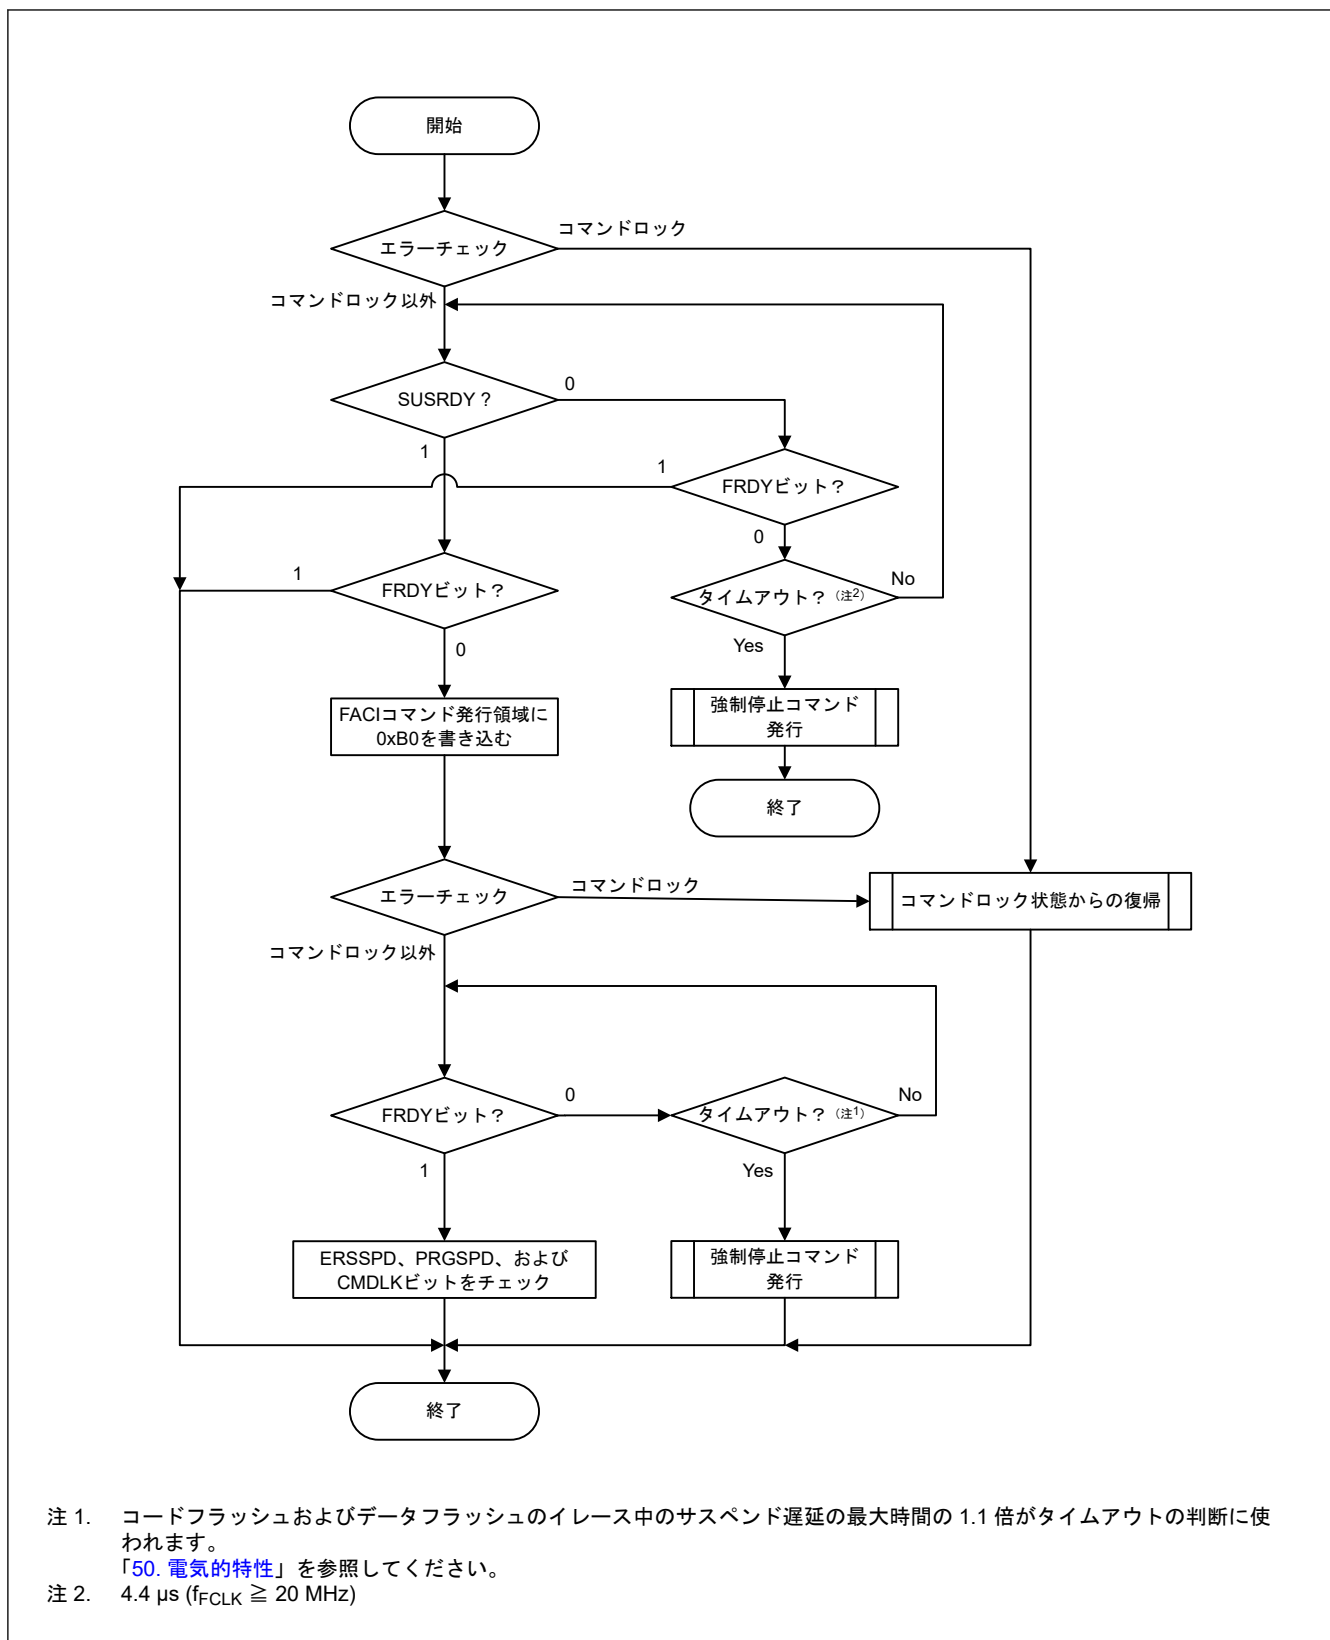 開始
エラーチェック
コマンドロック
コマンドロック以外
SUSRDY ?
0
1
FRDYビット?
1
0
FRDYビット?
1
0
タイムアウト?(注2)
No
Yes
強制停止コマンド
発行
終了
FACIコマンド発行領域に
0xB0を書き込む
エラーチェック
コマンドロック
コマンドロック状態からの復帰
コマンドロック以外
FRDYビット?
0
1
タイムアウト?(注1)
No
Yes
ERSSPD、PRGSPD、および
CMDLKビットをチェック
強制停止コマンド
発行
終了
注 1. コードフラッシュおよびデータフラッシュのイレース中のサスペンド遅延の最大時間の 1.1 倍がタイムアウトの判断に使
われます。
「50. 電気的特性」を参照してください。
注 2. 4.4 µs (fFCLK ≧ 20 MHz)